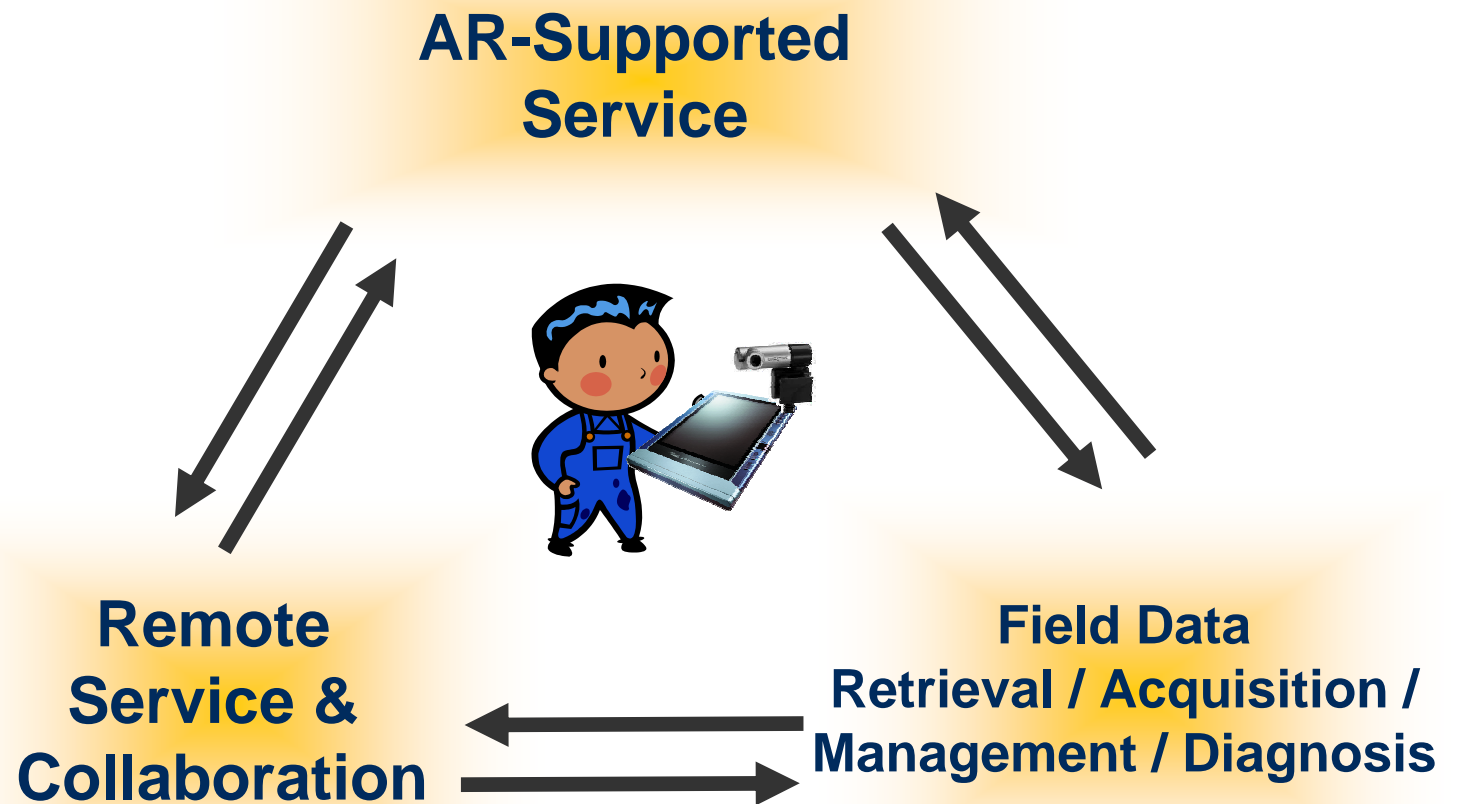 AR-Supported
Service
Remote
Service &
Collaboration
Field Data
Retrieval / Acquisition /
Management / Diagnosis